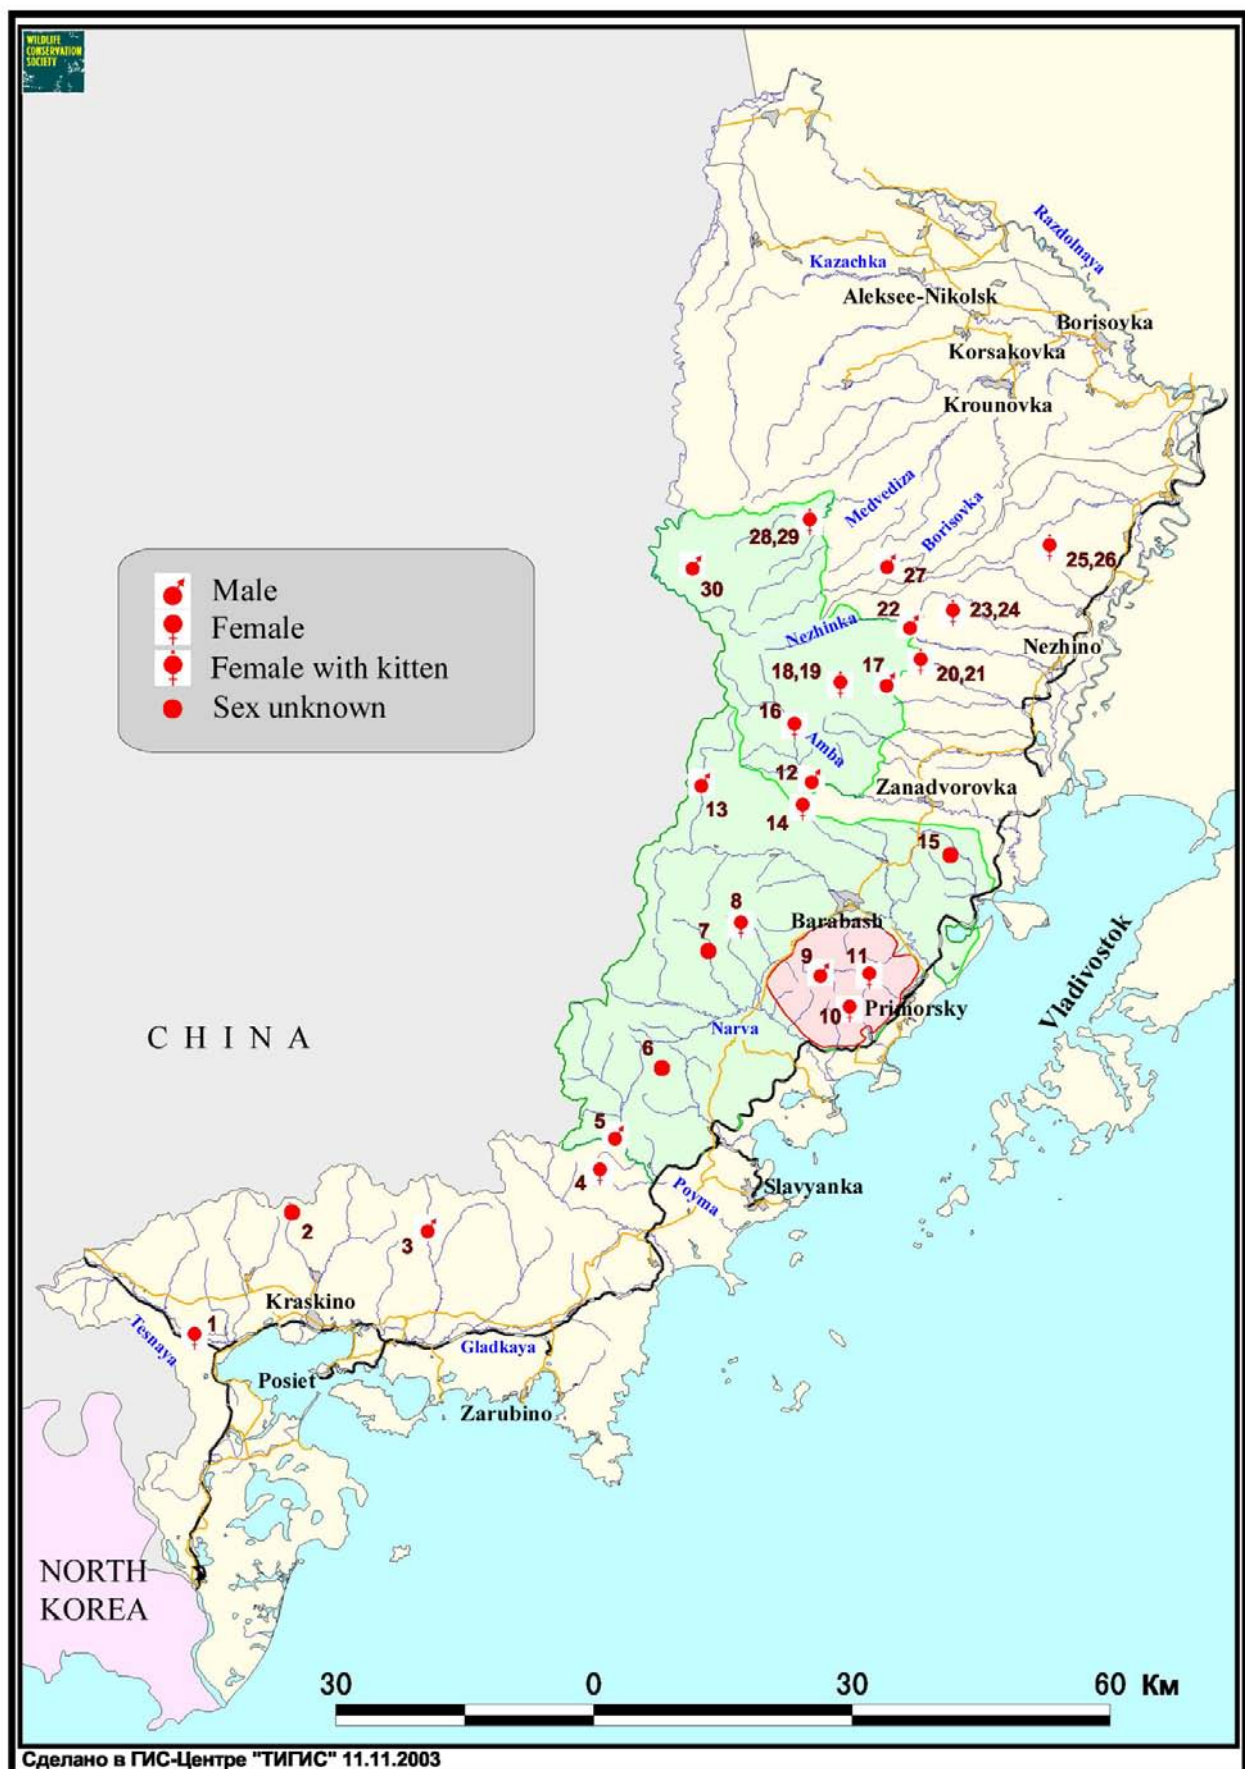 WILDLIFE
CONSERVATION
SOCIETY
Razdolnaya
Kazachka
Aleksee-Nikolsk
Borisovka
Korsakovka
Krounovka
Medvediza
Borisovka
28,29
25,26
27
30
Male
Female
Female with kitten
Sex unknown
22
23,24
Nezhinka
Nezhino
18,19
17
20,21
16
Amba
12
Zanadvorovka
13
14
15
8
Barabash
7
9
11
Vladivostok
10
Primorsky
CHINA
Narva
6
5
4
Poyma
Slavyanka
2
3
Kraskino
1
Tesnaya
Gladkaya
Posiet
Zarubino
NORTH
KOREA
30 0 30 60 Км
Сделано в ГИС-Центре "ТИГИС" 11.11.2003